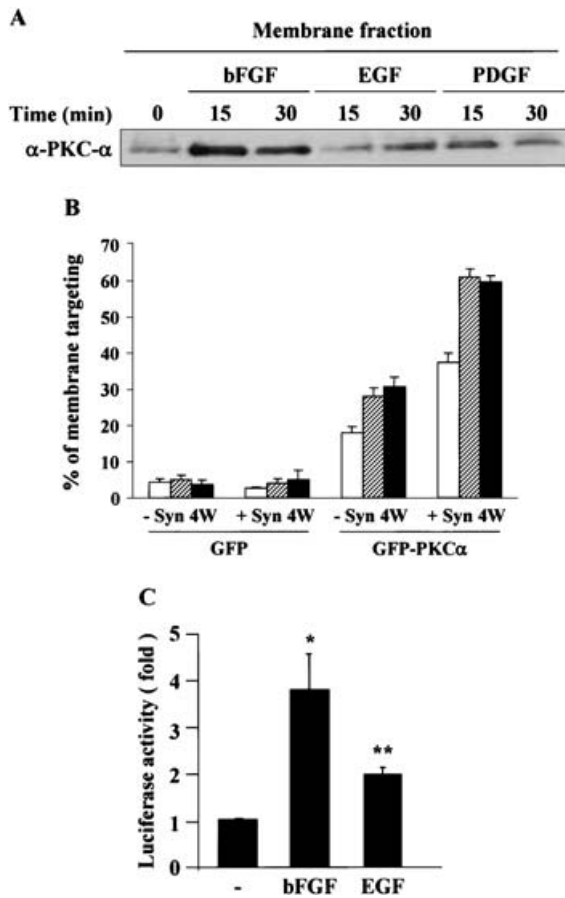 A
Membrane fraction
bFGF EGF PDGF
Time (min) 0 15 30 15 30 15 30
α-PKC-α
B
% of membrane targeting
70
60
50
40
30
20
10
0
- Syn 4W + Syn 4W - Syn 4W + Syn 4W
GFP GFP-PKCα
C
Luciferase activity ( fold )
5
4
3
2
1
0
*
**
- bFGF EGF